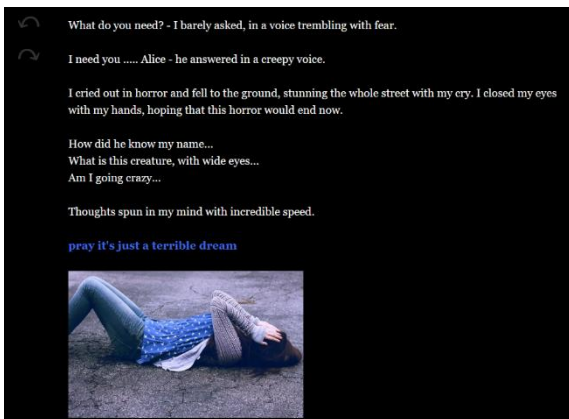 What do you need? - I barely asked, in a voice trembling with fear.
I need you ..... Alice - he answered in a creepy voice.
I cried out in horror and fell to the ground, stunning the whole street with my cry. I closed my eyes
with my hands, hoping that this horror would end now.
How did he know my name...
What is this creature, with wide eyes...
Am I going crazy...
Thoughts spun in my mind with incredible speed.
pray it's just a terrible dream